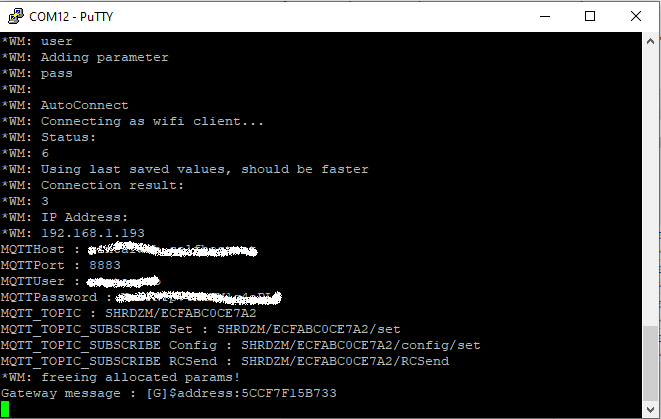 COM12 - PuTTY
*WM: user
*WM: Adding parameter
*WM: pass
*WM:
*WM: AutoConnect
*WM: Connecting as wifi client...
*WM: Status:
*WM: 6
*WM: Using last saved values, should be faster
*WM: Connection result:
*WM: 3
*WM: IP Address:
*WM: 192.168.1.193
MQTTHost :
MQTTPort : 8883
MQTTUser :
MQTTPassword :
MQTT_TOPIC : SHRDZM/ECFABC0CE7A2
MQTT_TOPIC_SUBSCRIBE Set : SHRDZM/ECFABC0CE7A2/set
MQTT_TOPIC_SUBSCRIBE Config : SHRDZM/ECFABC0CE7A2/config/set
MQTT_TOPIC_SUBSCRIBE RCSend : SHRDZM/ECFABC0CE7A2/RCSend
*WM: freeing allocated params!
Gateway message : [G]$address:5CCF7F15B733